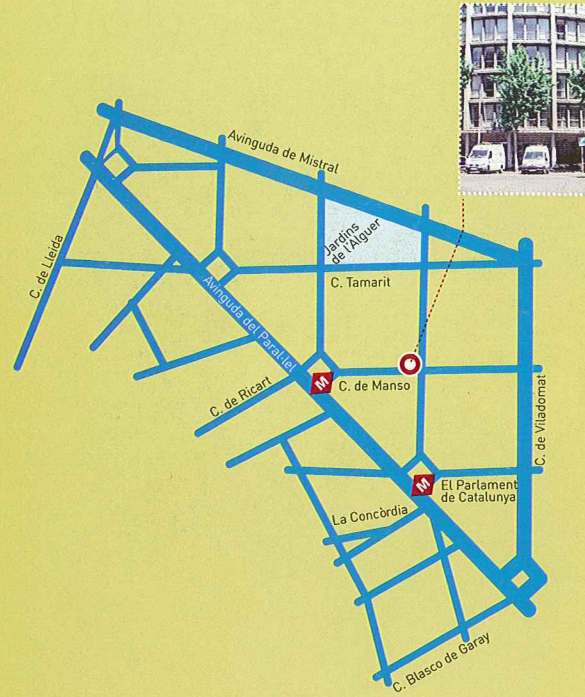 Avinguda de Mistral
C. de Lleida
Jardins
de l'Alguer
C. Tamarit
Avinguda del Paral·lel
C. de Ricart
M
C. de Manso
C. de Viladomat
M
El Parlament
de Catalunya
La Concòrdia
C. Blasco de Garay